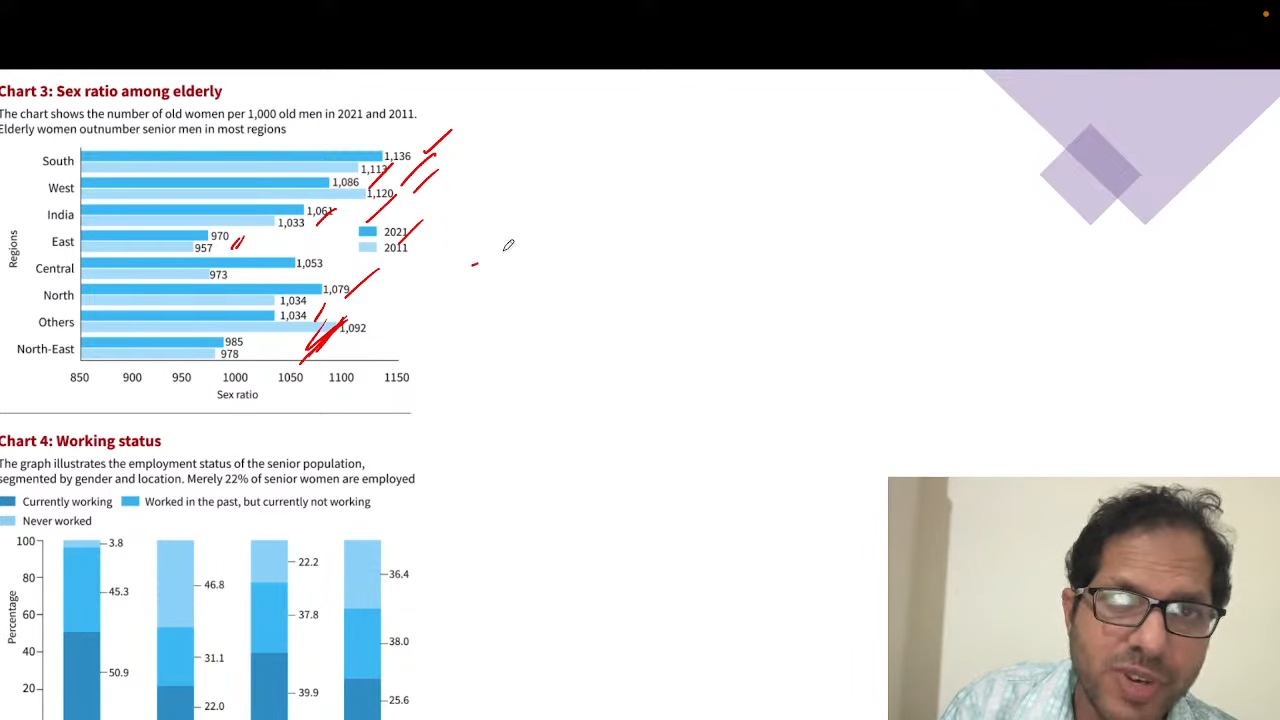 Chart 3: Sex ratio among elderly
The chart shows the number of old women per 1,000 old men in 2021 and 2011.
Elderly women outnumber senior men in most regions
Regions
South 1,136
1,113
West 1,086
1,120
India 1,061
1,033
East 970
957
Central 1,053
973
North 1,079
1,034
Others 1,034
1,092
North-East 985
978
2021
2011
850 900 950 1000 1050 1100 1150
Sex ratio
Chart 4: Working status
The graph illustrates the employment status of the senior population,
segmented by gender and location. Merely 22% of senior women are employed
Currently working Worked in the past, but currently not working
Never worked
Percentage
100 80 60 40 20
3.8 45.3 50.9
46.8 31.1 22.0
22.2 37.8 39.9
36.4 38.0 25.6